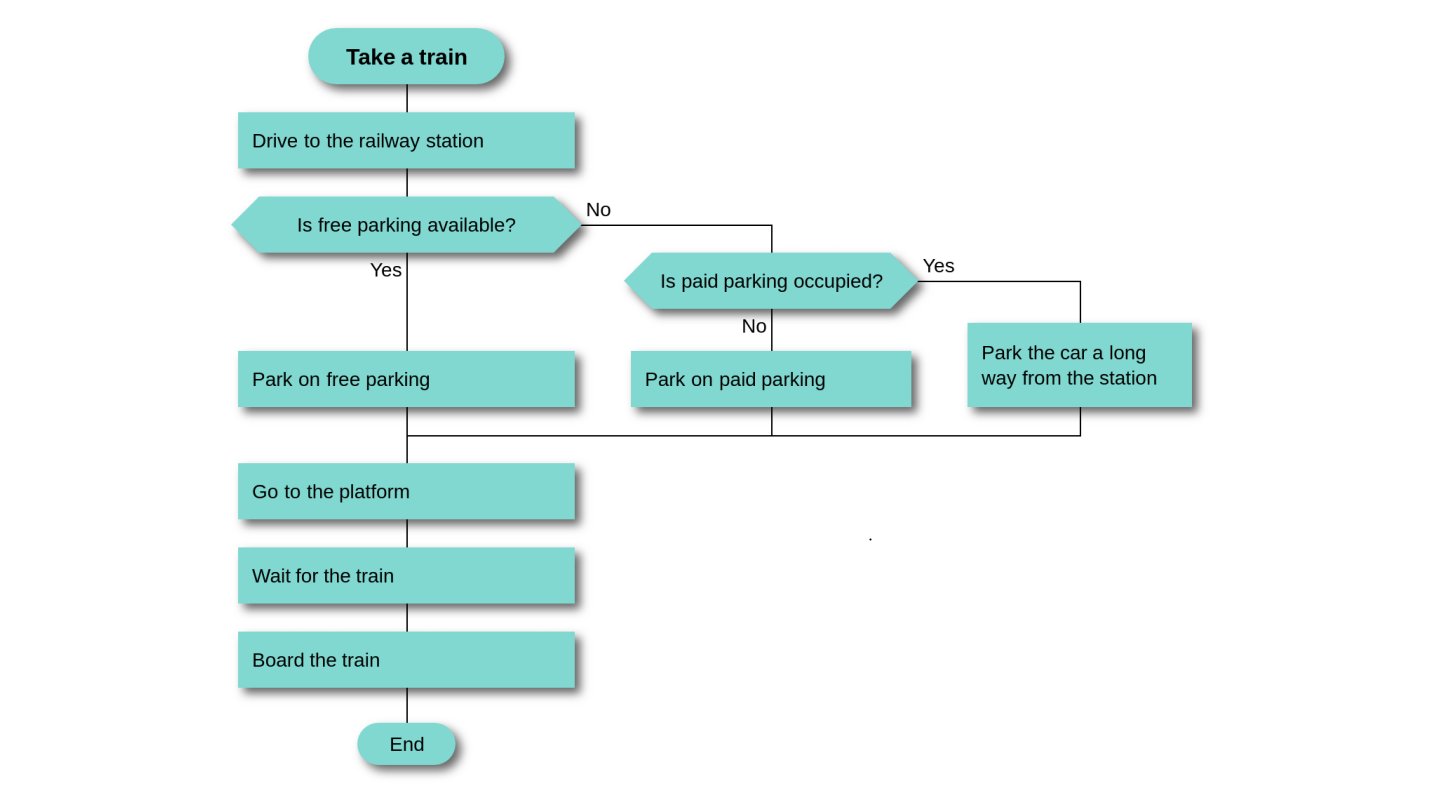 Take a train
Drive to the railway station
Is free parking available?
No
Yes
Is paid parking occupied?
Yes
No
Park on free parking
Park on paid parking
Park the car a long
way from the station
Go to the platform
.
Wait for the train
Board the train
End